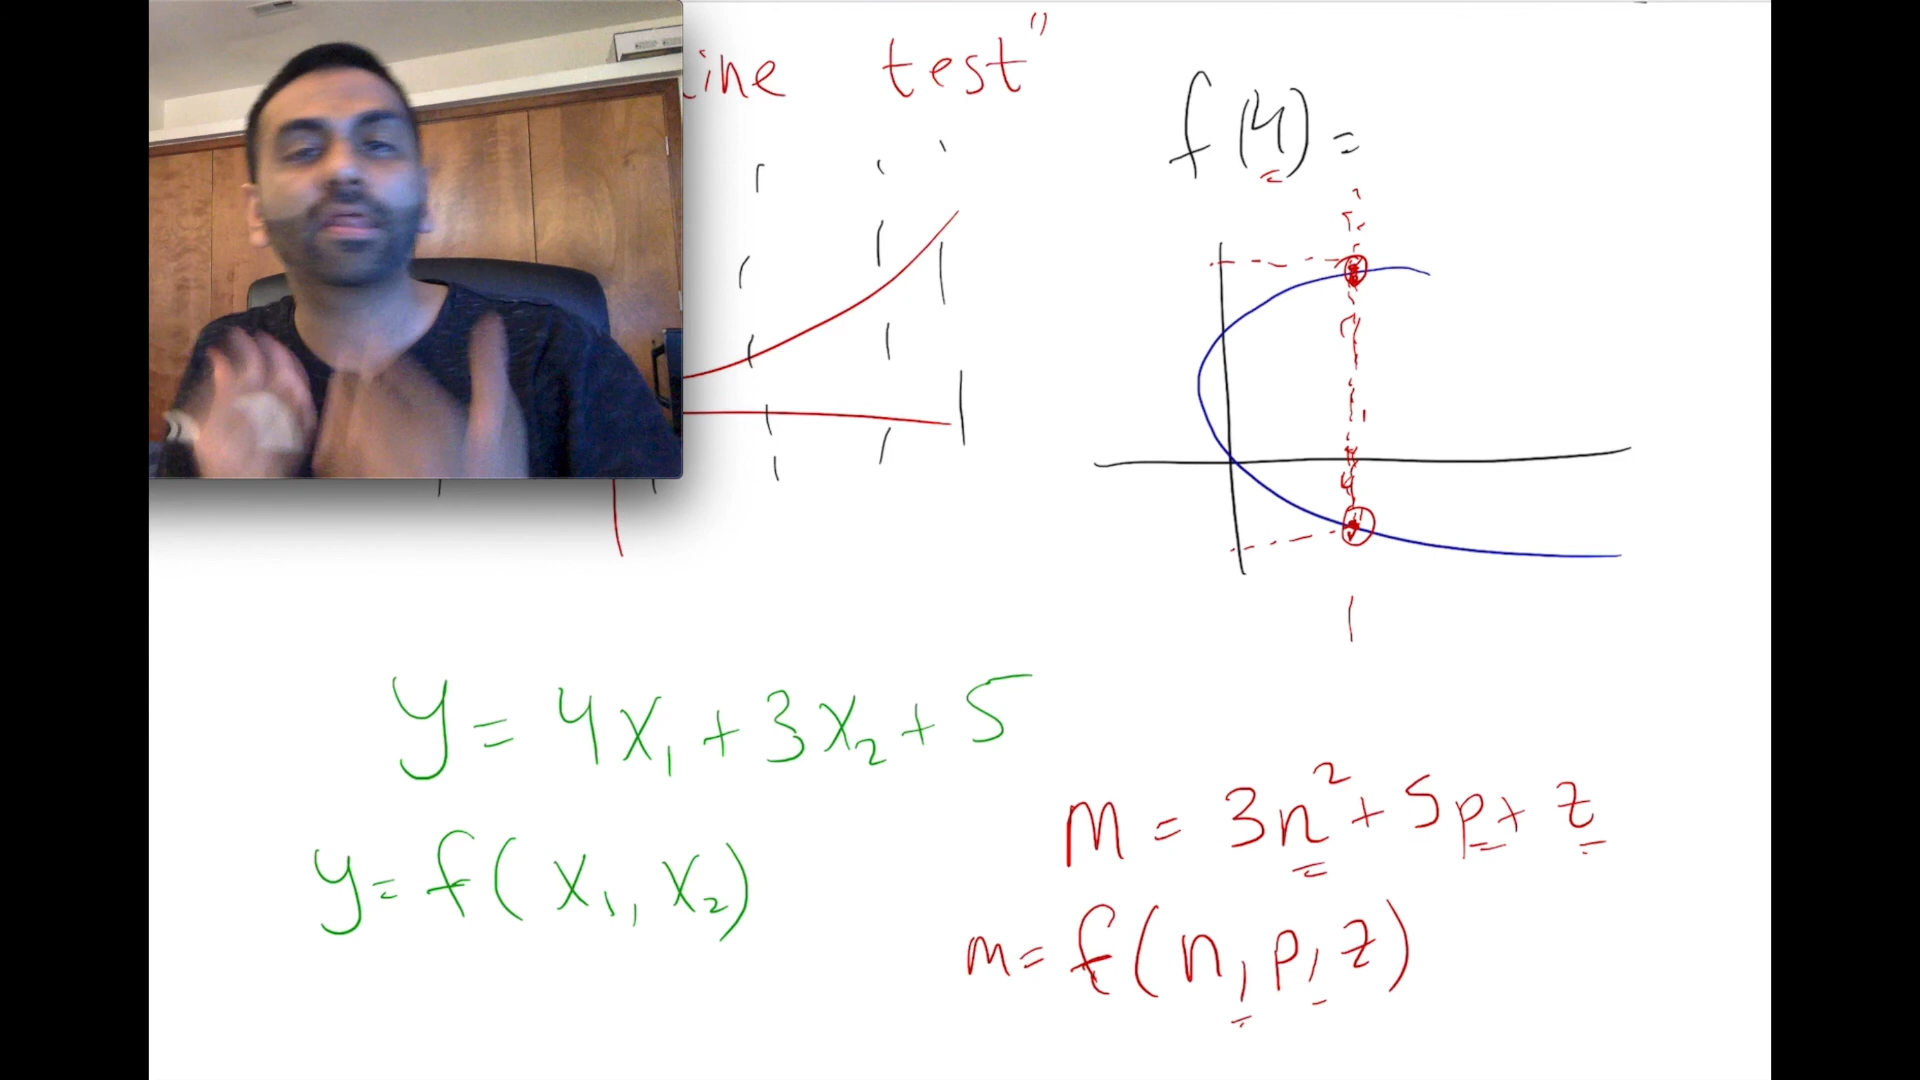 ine test"
f(4)=
y= 4x₁+3x₂+5
y= f(x₁, x₂)
m = 3n²+5p+z
m= f(n,p,z)